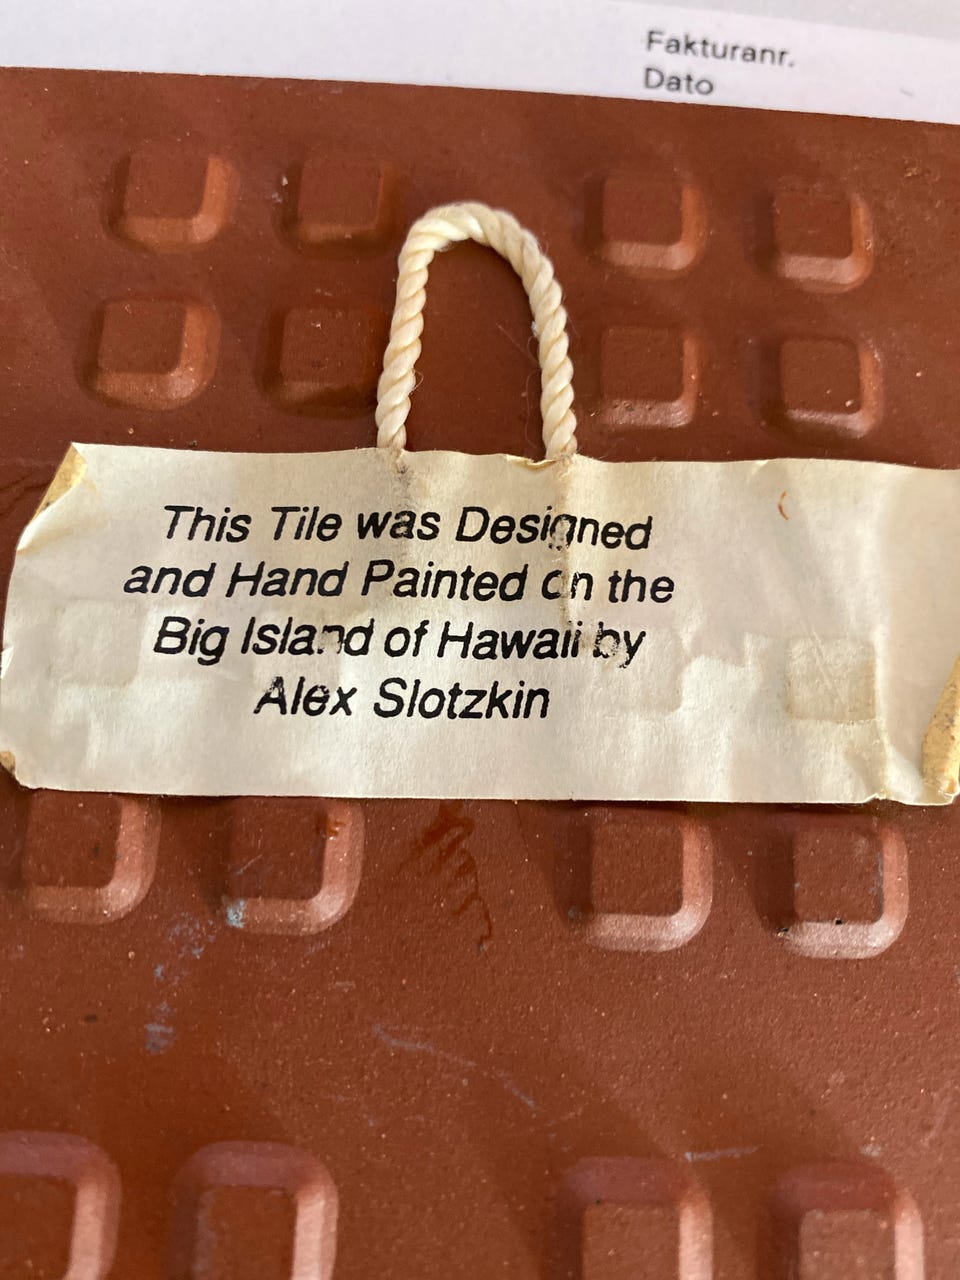 Fakturanr.
Dato
This Tile was Designed
and Hand Painted on the
Big Island of Hawaii by
Alex Slotzkin